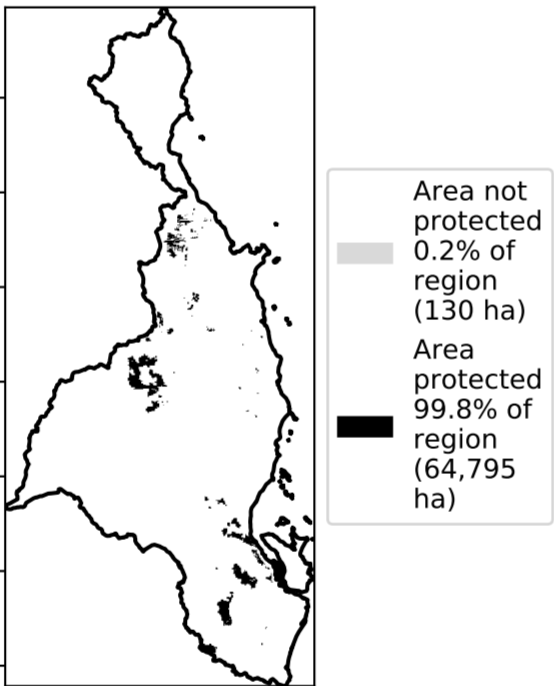 Area not
protected
0.2% of
region
(130 ha)
Area
protected
99.8% of
region
(64,795
ha)